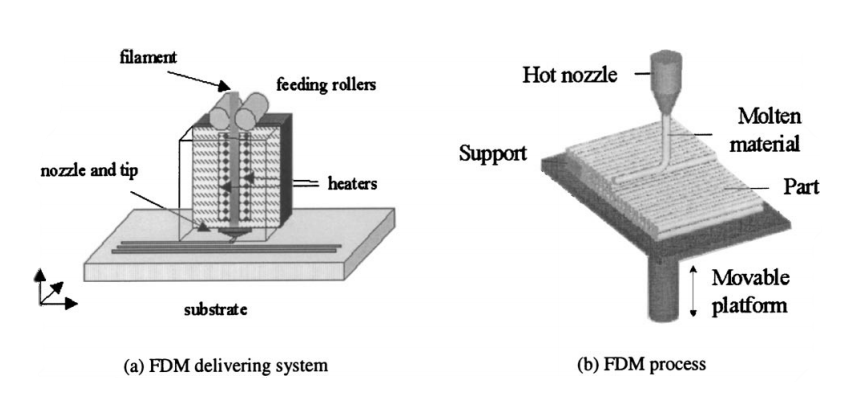 filament
feeding rollers
nozzle and tip
heaters
substrate
(a) FDM delivering system
Hot nozzle
Molten
material
Support
Part
Movable
platform
(b) FDM process